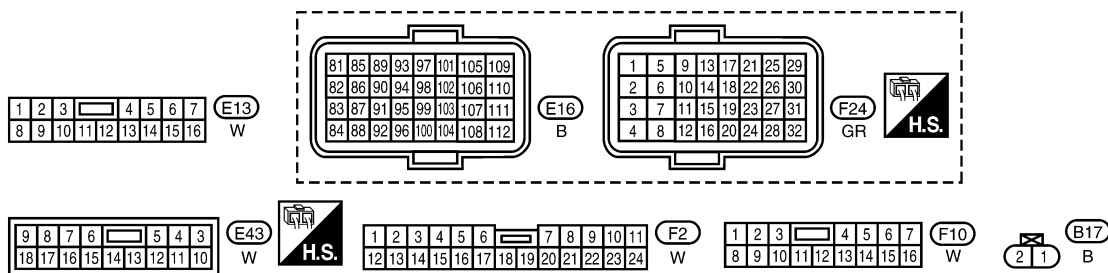 81 85 89 93 97 101 105 109
82 86 90 94 98 102 106 110
83 87 91 95 99 103 107 111
84 88 92 96 100 104 108 112
E16
B
1 5 9 13 17 21 25 29
2 6 10 14 18 22 26 30
3 7 11 15 19 23 27 31
4 8 12 16 20 24 28 32
F24
GR
H.S.
1 2 3 4 5 6 7
8 9 10 11 12 13 14 15 16
E13
W
9 8 7 6 5 4 3
18 17 16 15 14 13 12 11 10
E43
W
H.S.
1 2 3 4 5 6 7 8 9 10 11
12 13 14 15 16 17 18 19 20 21 22 23 24
F2
W
1 2 3 4 5 6 7
8 9 10 11 12 13 14 15 16
F10
W
2 1
B17
B